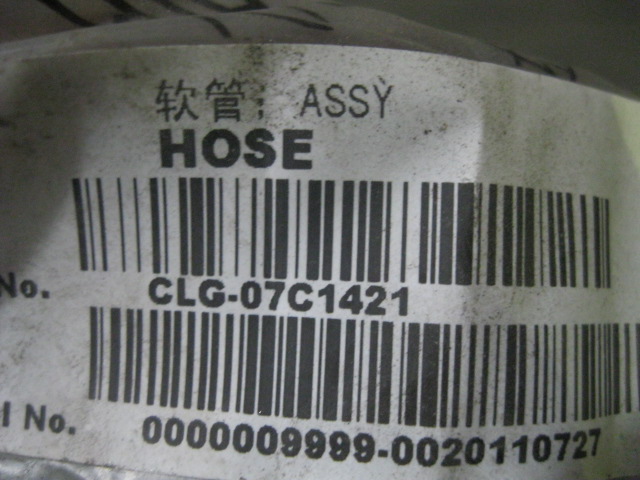 软管；ASSY
HOSE
No. CLG-07C1421
l No. 0000009999-0020110727